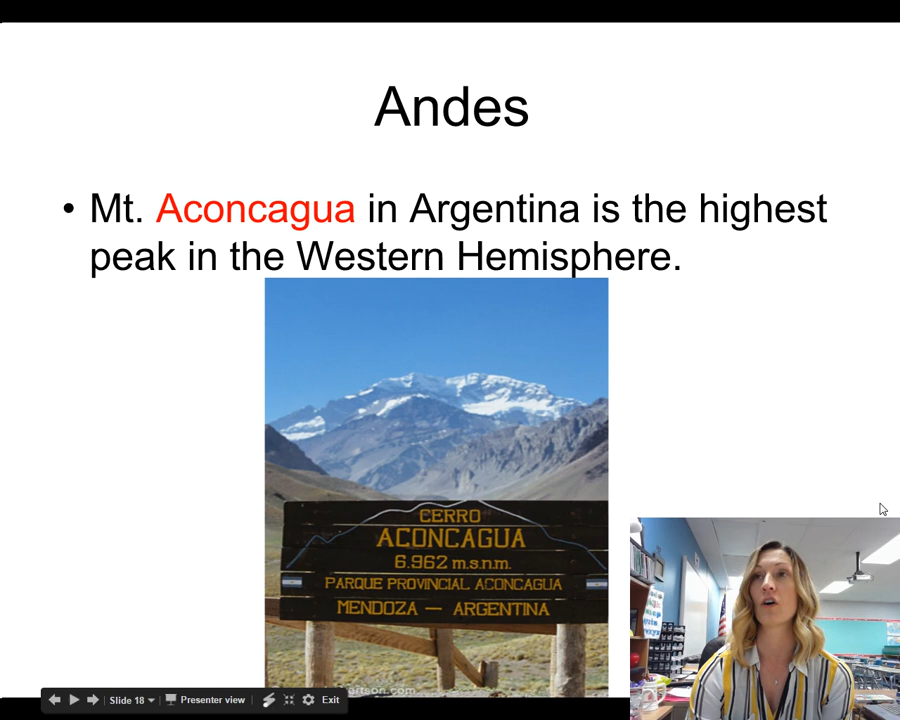 Andes
• Mt. Aconcagua in Argentina is the highest
peak in the Western Hemisphere.
CERRO
ACONCAGUA
6.962 m.s.n.m.
PARQUE PROVINCIAL ACONCAGUA
MENDOZA — ARGENTINA
Slide 18
Presenter view
Exit